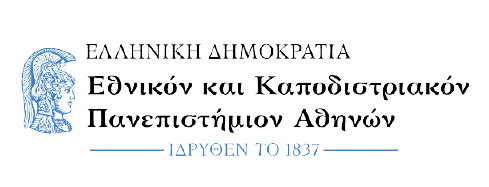 ΕΛΛΗΝΙΚΗ ΔΗΜΟΚΡΑΤΙΑ
Εθνικόν και Καποδιστριακόν
Πανεπιστήμιον Αθηνών
ΙΔΡΥΘΕΝ ΤΟ 1837